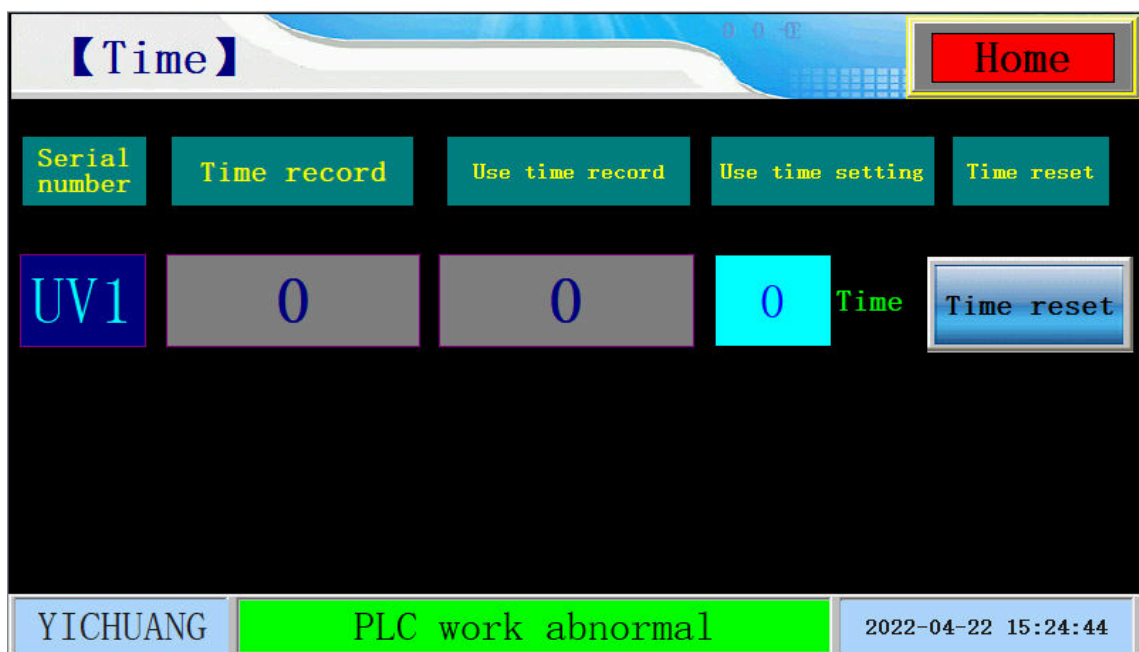 【Time】
Home
Serial number
Time record
Use time record
Use time setting
Time reset
UV1
0
0
0
Time
Time reset
YICHUANG
PLC work abnormal
2022-04-22 15:24:44